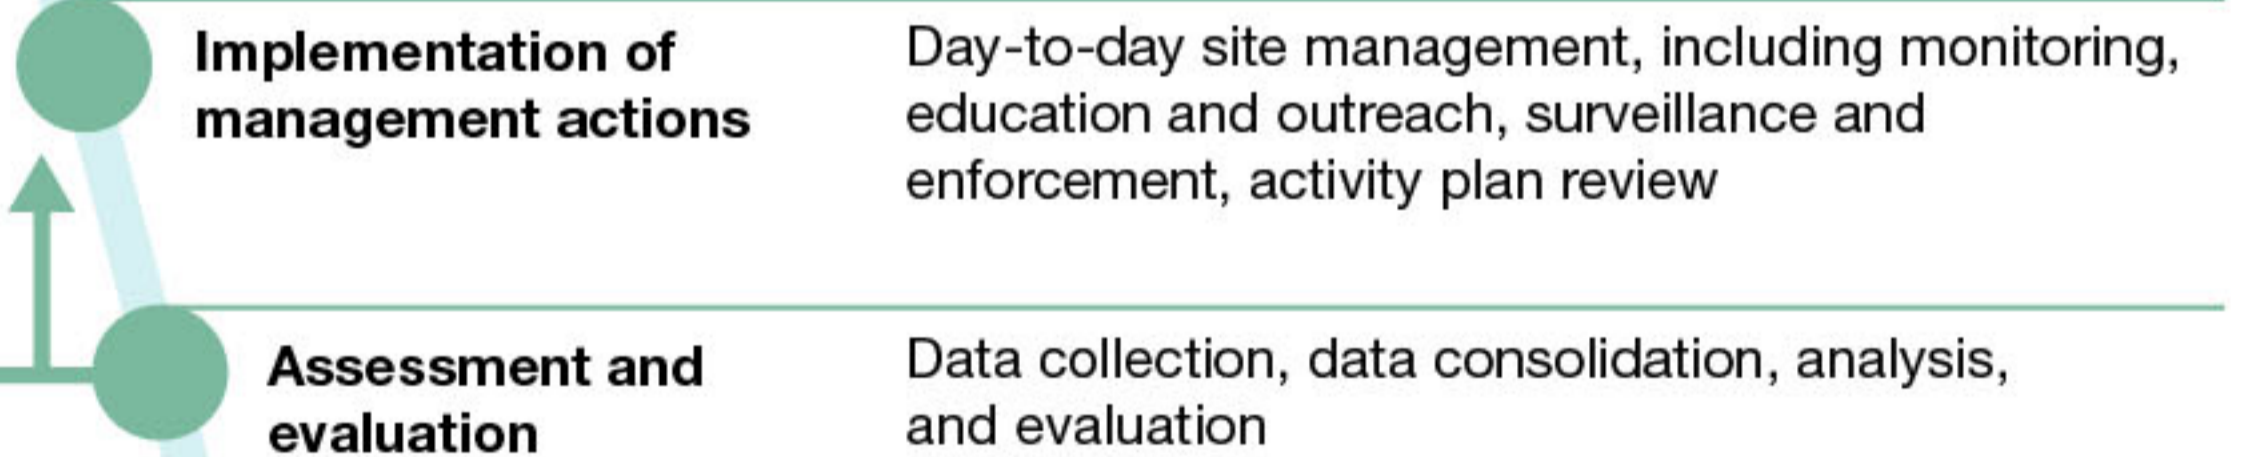 Implementation of
management actions
Day-to-day site management, including monitoring,
education and outreach, surveillance and
enforcement, activity plan review
Assessment and
evaluation
Data collection, data consolidation, analysis,
and evaluation